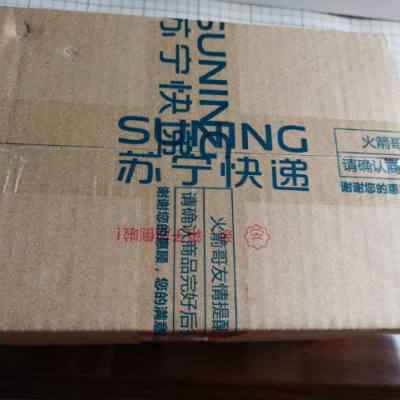 SUNING
苏宁快递
SUNING
苏宁快递
火箭哥
请确认商
谢谢您的惠
火箭哥友情提醒
请确认商品完好后
谢谢您的惠顾，您的满意